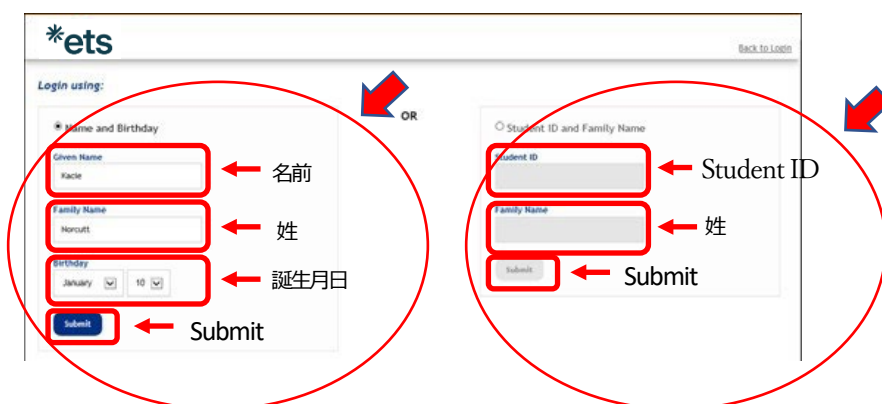 *ets
Back to Login
Login using:
Name and Birthday
Given Name
Kacie
名前
Family Name
Norcutt
姓
Birthday
January
10
誕生月日
Submit
Submit
OR
Student ID and Family Name
Student ID
Student ID
Family Name
姓
Submit
Submit